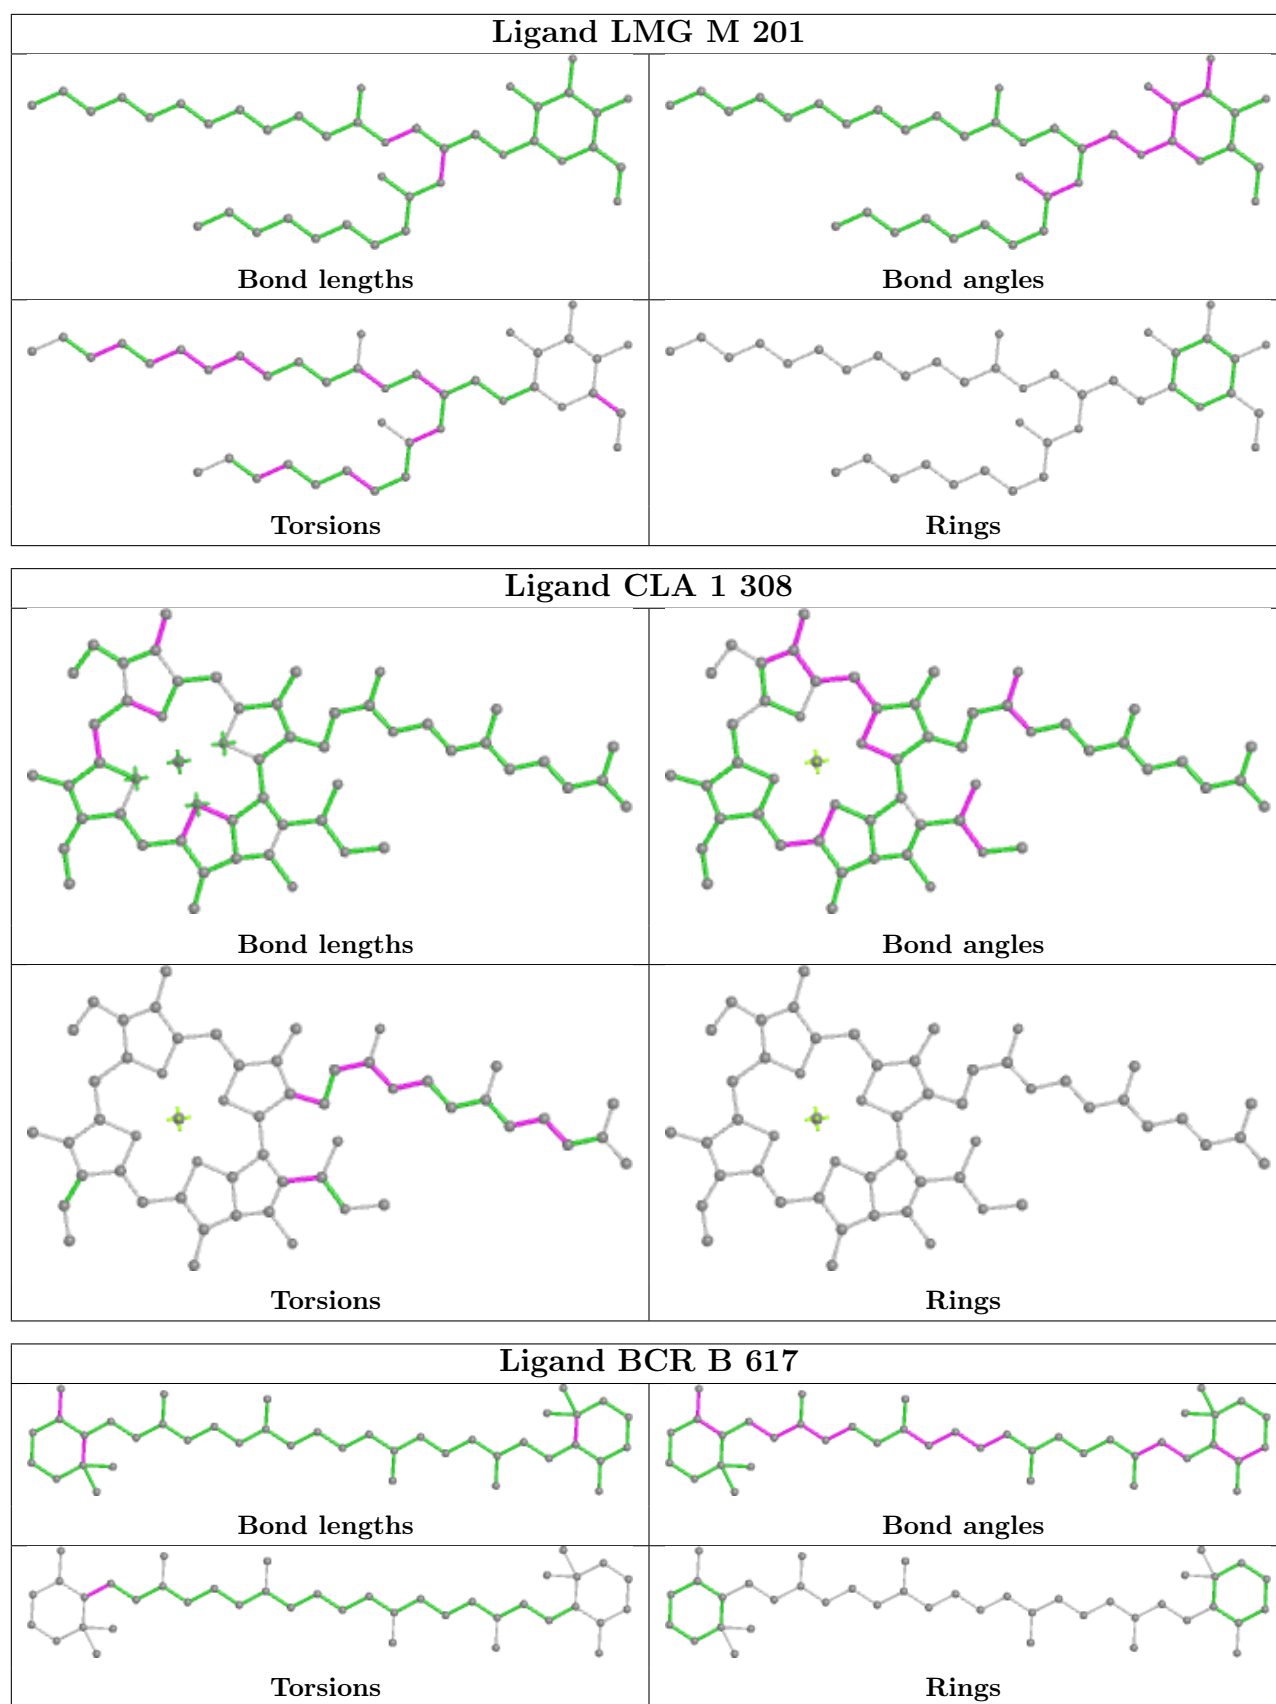 Ligand LMG M 201
Bond lengths
Bond angles
Torsions
Rings
Ligand CLA 1 308
Bond lengths
Bond angles
Torsions
Rings
Ligand BCR B 617
Bond lengths
Bond angles
Torsions
Rings